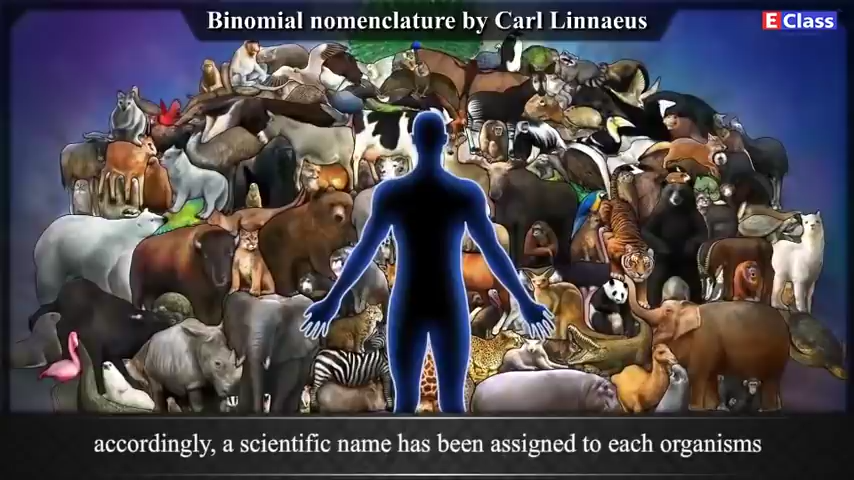 Binomial nomenclature by Carl Linnaeus
E Class
accordingly, a scientific name has been assigned to each organisms